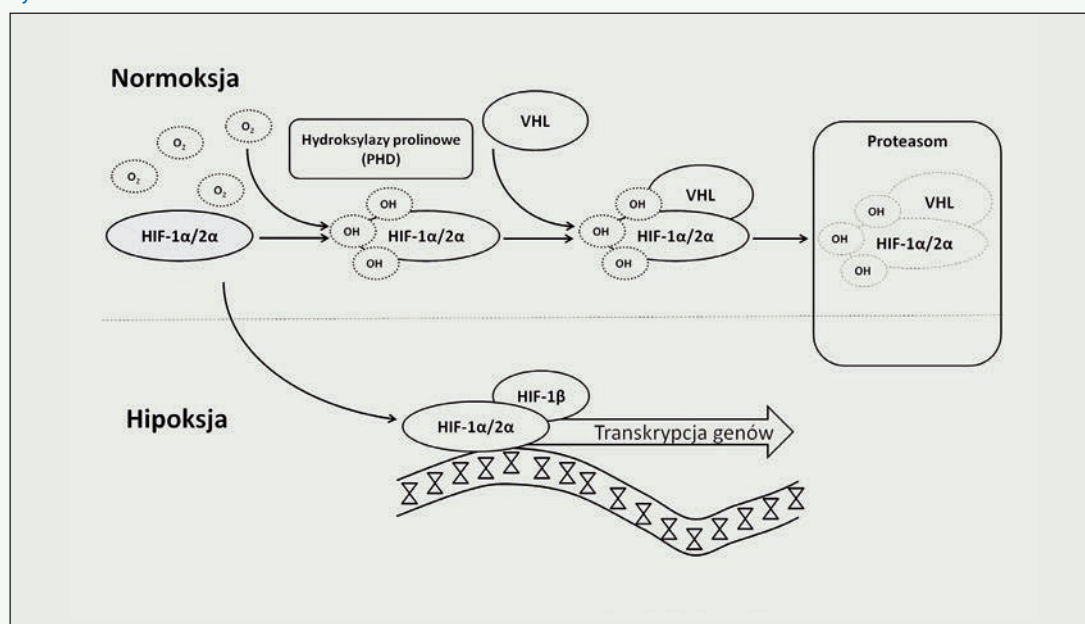 Normoksja
O₂
O₂
O₂
O₂
Hydroksylazy prolinowe
(PHD)
VHL
Proteasom
HIF-1α/2α
OH
OH
OH
HIF-1α/2α
OH
OH
OH
VHL
HIF-1α/2α
OH
OH
OH
VHL
HIF-1α/2α
Hipoksja
HIF-1β
HIF-1α/2α
Transkrypcja genów